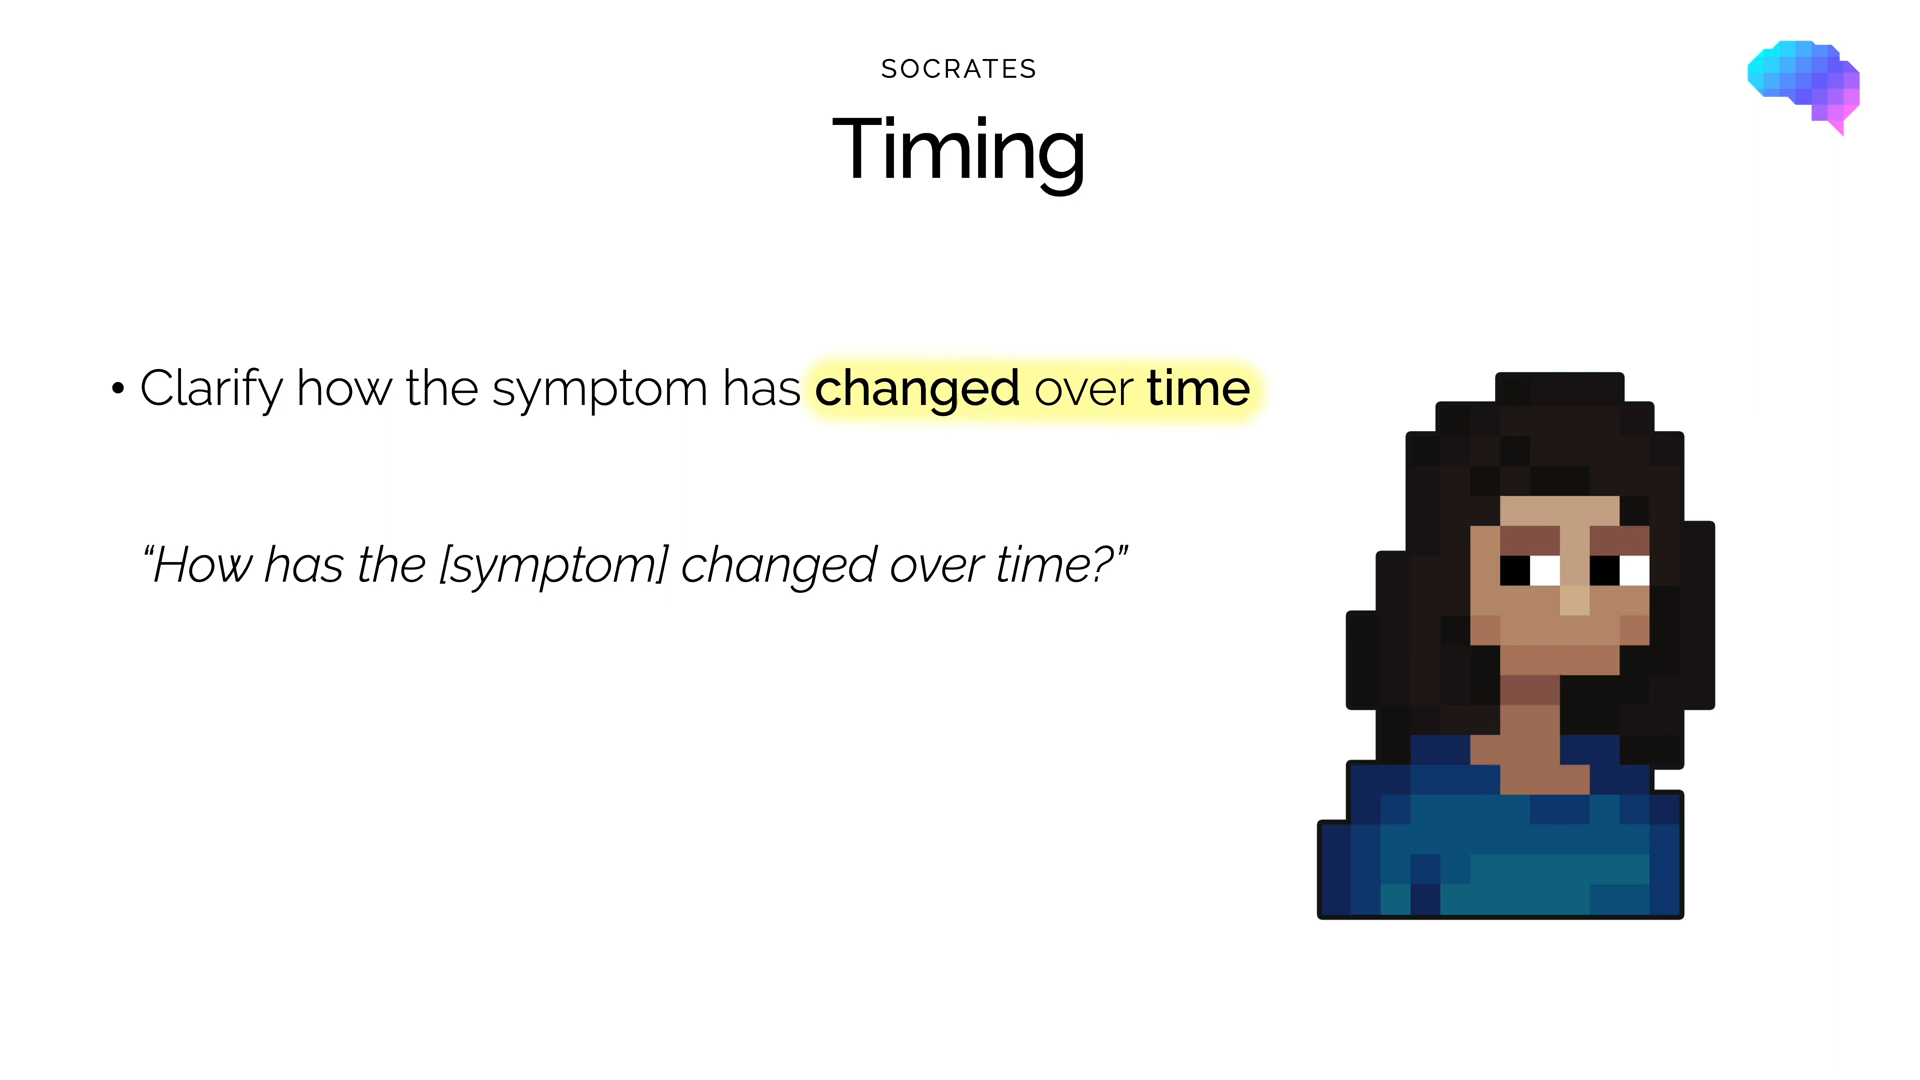 SOCRATES
Timing
• Clarify how the symptom has changed over time
“How has the [symptom] changed over time?”